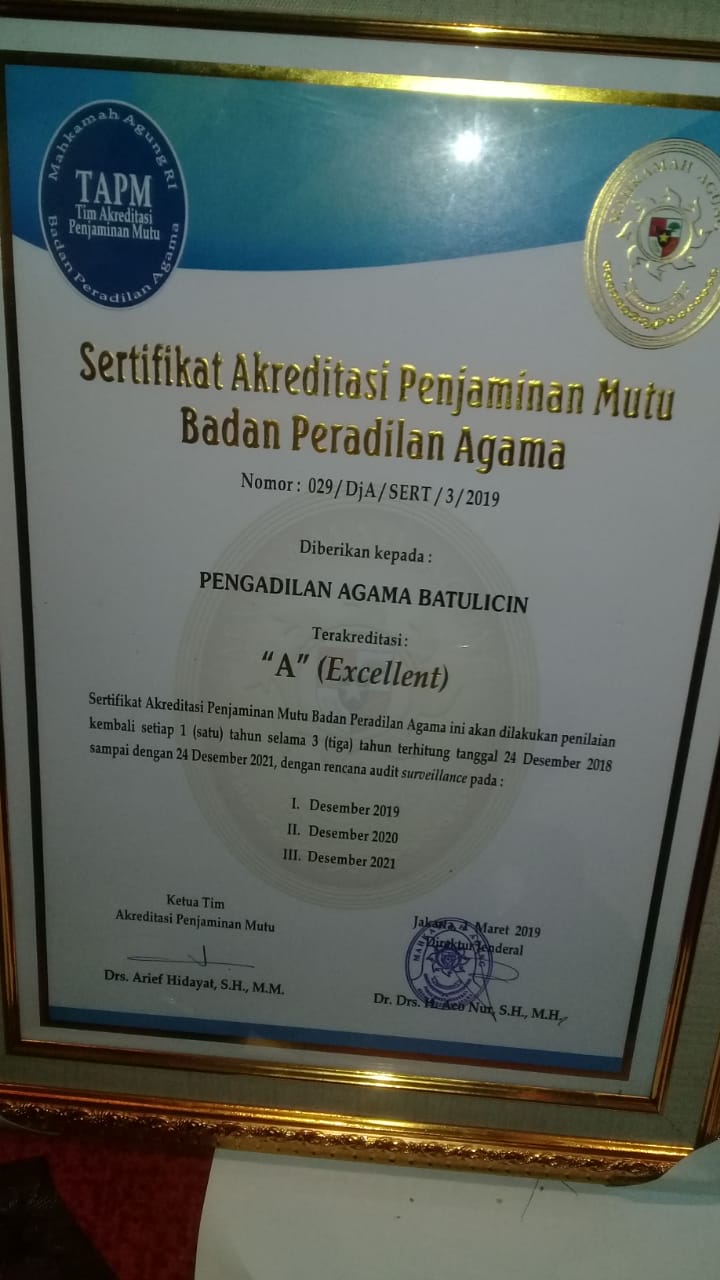 Mahkamah Agung RI
TAPM
Tim Akreditasi
Penjaminan Mutu
Badan Peradilan Agama
MAHKAMAH AGUNG
Sertifikat Akreditasi Penjaminan Mutu
Badan Peradilan Agama
Nomor : 029/DjA/SERT/3/2019
Diberikan kepada :
PENGADILAN AGAMA BATULICIN
Terakreditasi :
“A” (Excellent)
Sertifikat Akreditasi Penjaminan Mutu Badan Peradilan Agama ini akan dilakukan penilaian
kembali setiap 1 (satu) tahun selama 3 (tiga) tahun terhitung tanggal 24 Desember 2018
sampai dengan 24 Desember 2021, dengan rencana audit surveillance pada :
I. Desember 2019
II. Desember 2020
III. Desember 2021
Ketua Tim
Akreditasi Penjaminan Mutu
Drs. Arief Hidayat, S.H., M.M.
Jakarta, Maret 2019
Direktur Jenderal
MAHKAMAH AGUNG
Dr. Drs. H. Aco Nur, S.H., M.H.